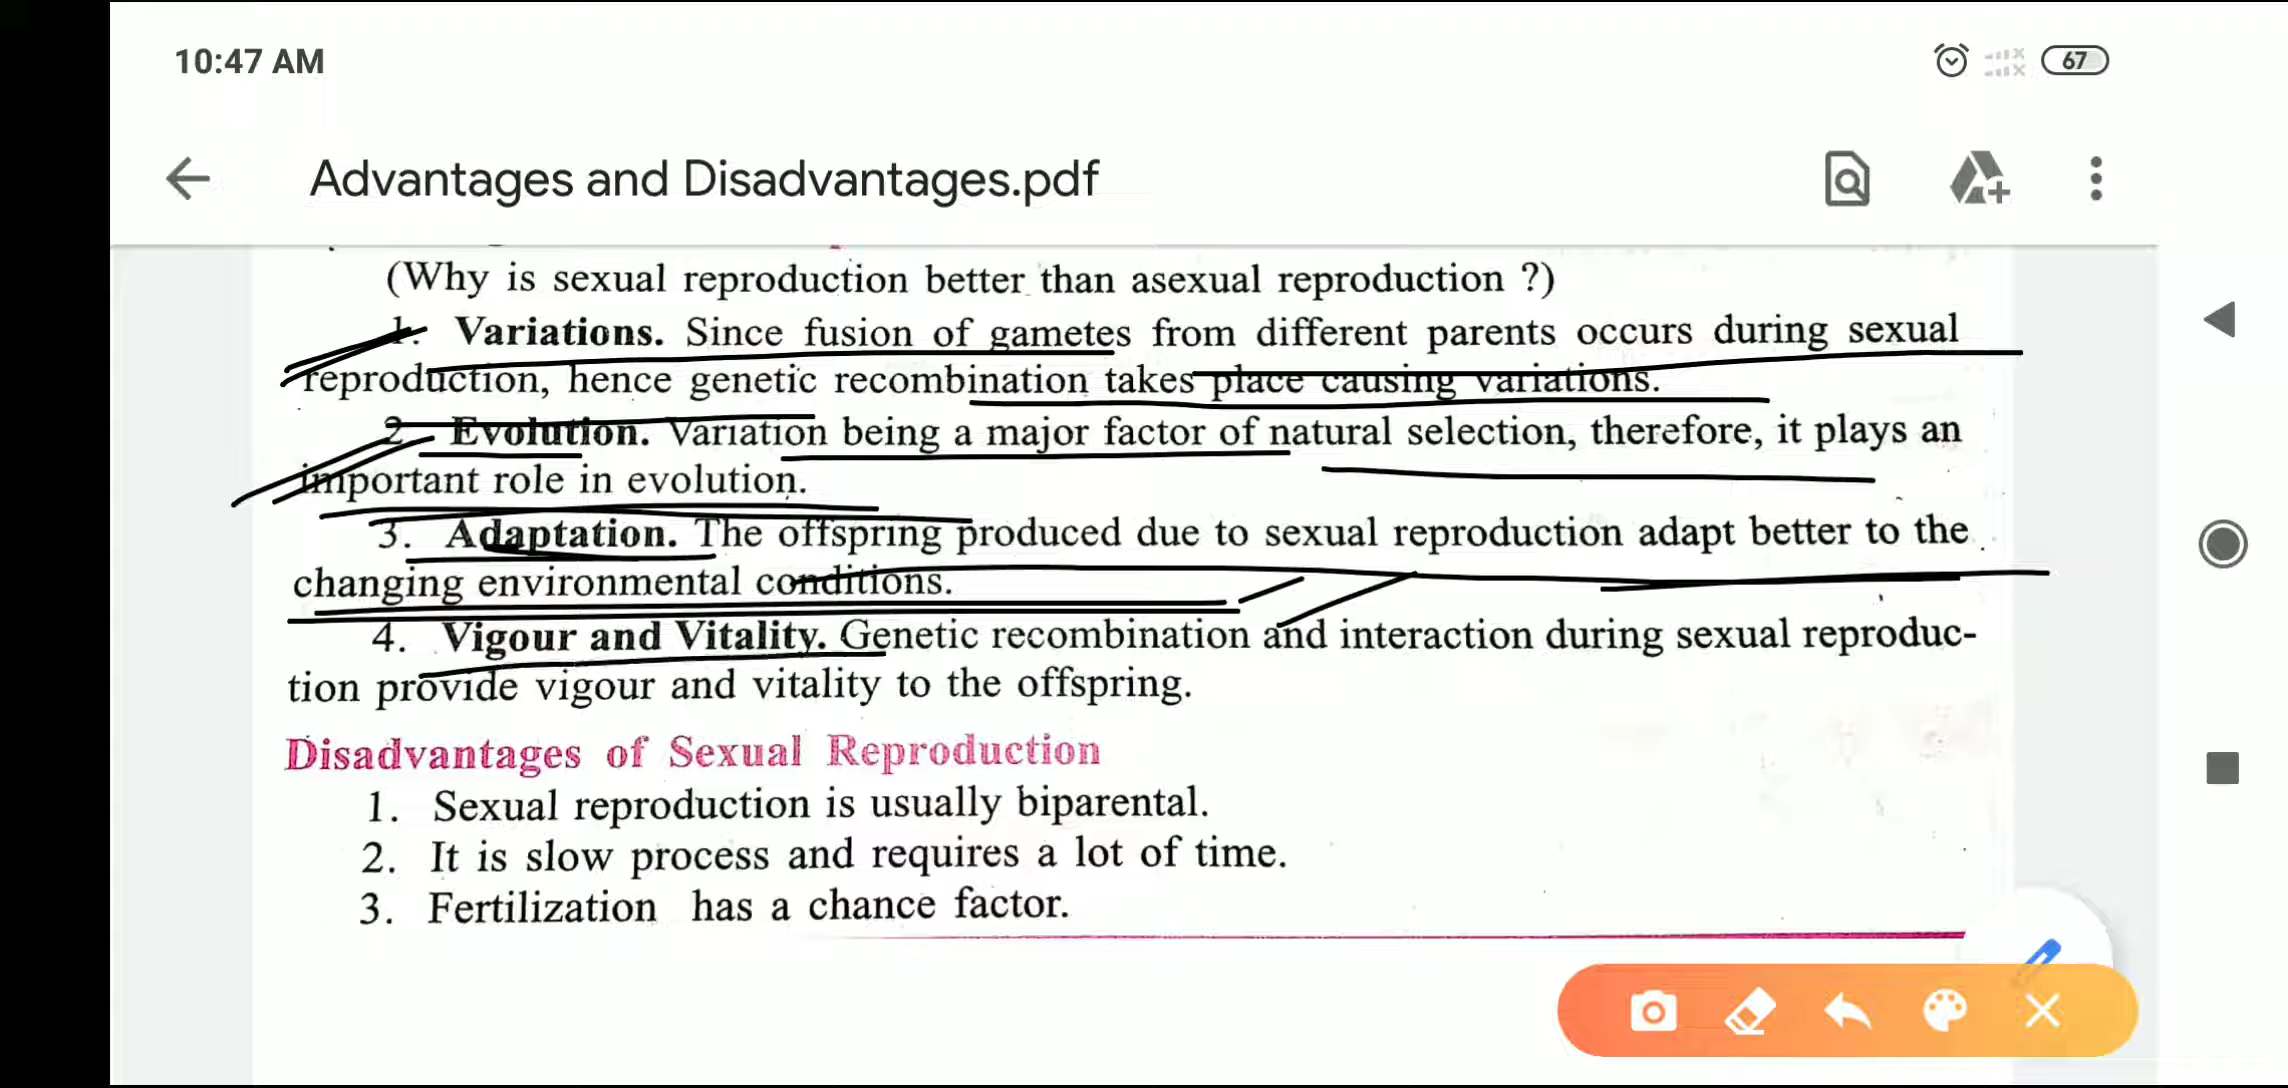 10:47 AM
67
Advantages and Disadvantages.pdf
(Why is sexual reproduction better than asexual reproduction ?)
1. Variations. Since fusion of gametes from different parents occurs during sexual
reproduction, hence genetic recombination takes place causing variations.
2. Evolution. Variation being a major factor of natural selection, therefore, it plays an
important role in evolution.
3. Adaptation. The offspring produced due to sexual reproduction adapt better to the
changing environmental conditions.
4. Vigour and Vitality. Genetic recombination and interaction during sexual reproduc-
tion provide vigour and vitality to the offspring.
Disadvantages of Sexual Reproduction
1. Sexual reproduction is usually biparental.
2. It is slow process and requires a lot of time.
3. Fertilization has a chance factor.